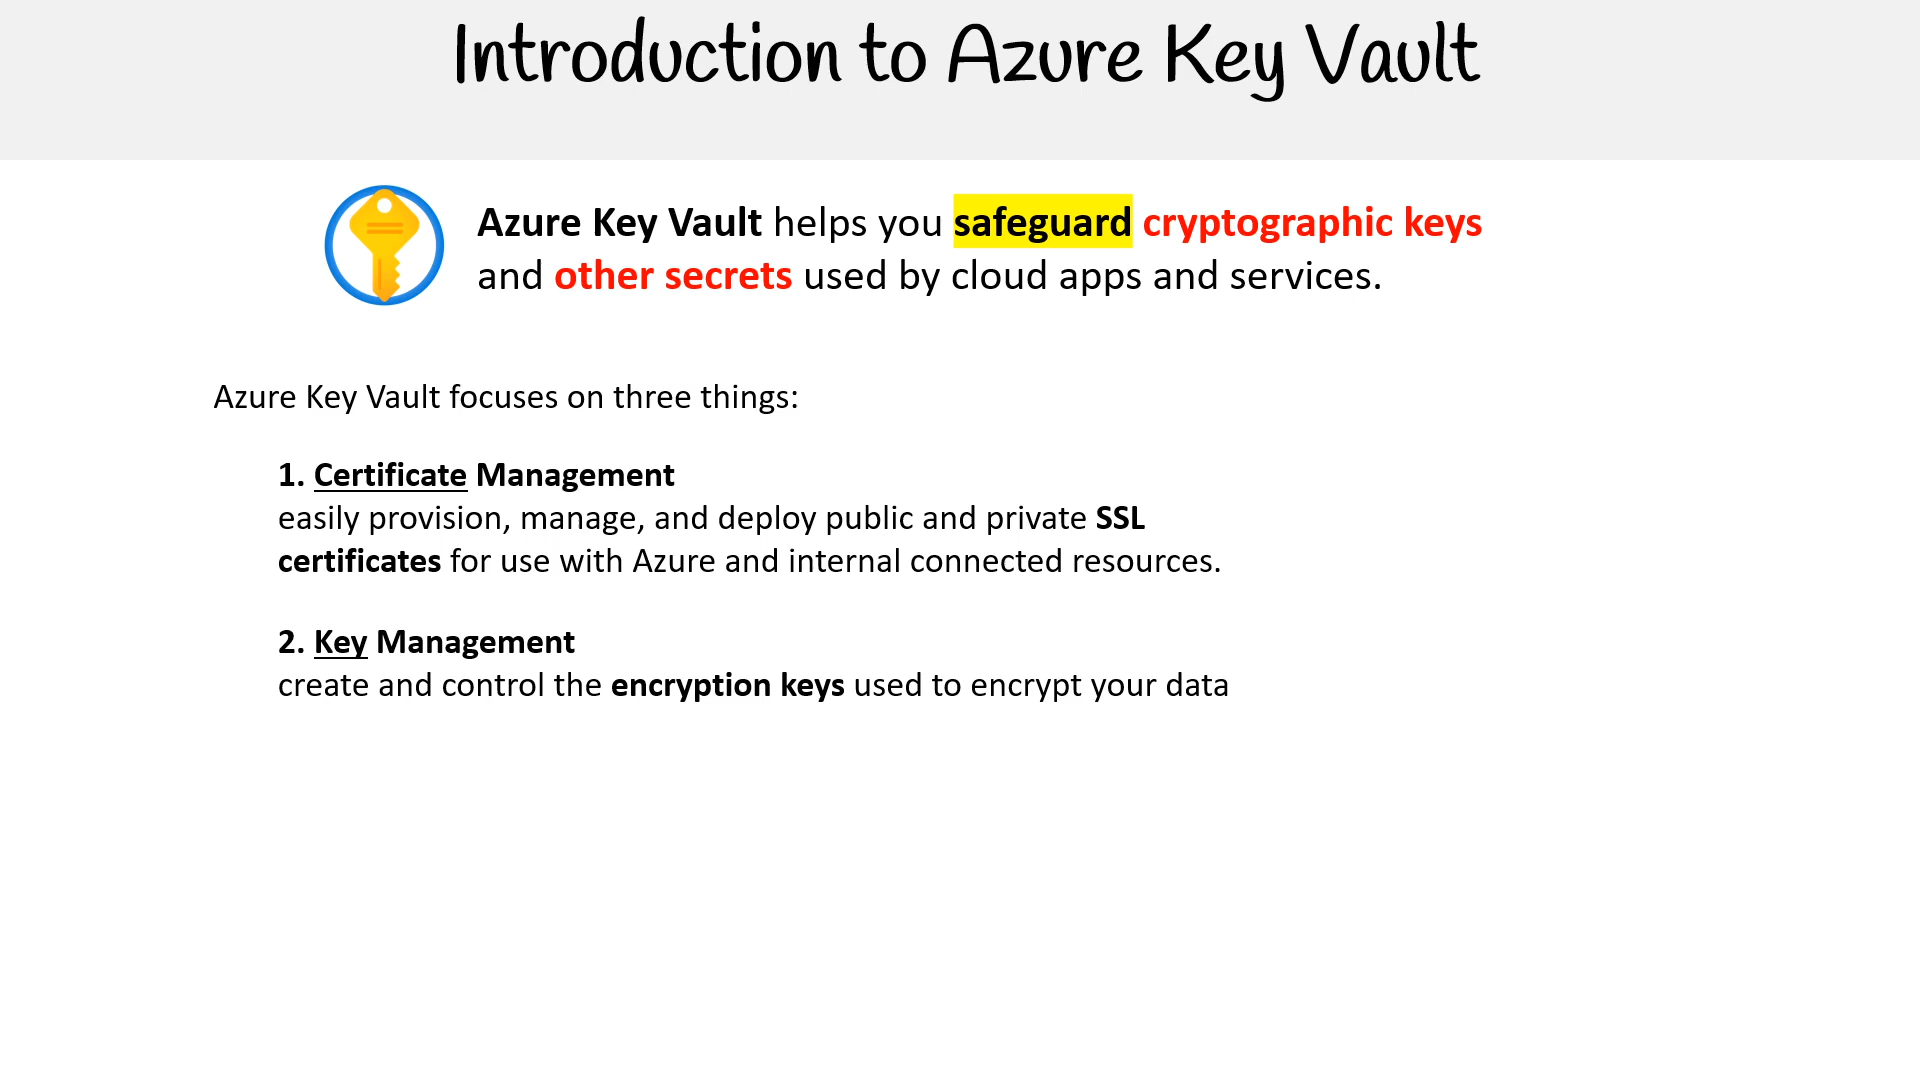 Introduction to Azure Key Vault
Azure Key Vault helps you safeguard cryptographic keys
and other secrets used by cloud apps and services.
Azure Key Vault focuses on three things:
1. Certificate Management
easily provision, manage, and deploy public and private SSL
certificates for use with Azure and internal connected resources.
2. Key Management
create and control the encryption keys used to encrypt your data